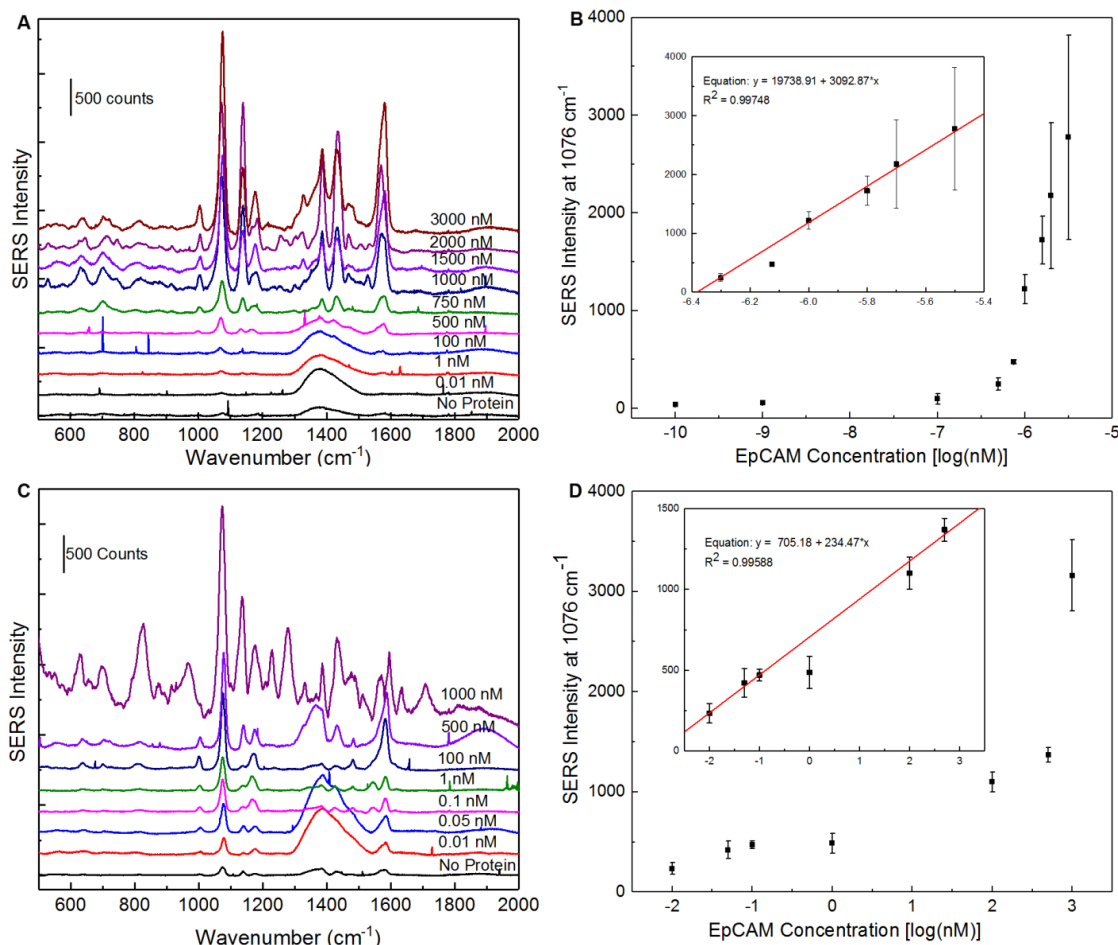 A
500 counts
SERS Intensity
3000 nM
2000 nM
1500 nM
1000 nM
750 nM
500 nM
100 nM
1 nM
0.01 nM
No Protein
600 800 1000 1200 1400 1600 1800 2000
Wavenumber (cm-1)
B
SERS Intensity at 1076 cm-1
4000
3000
2000
1000
0
4000
3000
2000
1000
0
Equation: y = 19738.91 + 3092.87*x
R2 = 0.99748
-6.4 -6.2 -6.0 -5.8 -5.6 -5.4
-10 -9 -8 -7 -6 -5
EpCAM Concentration [log(nM)]
C
500 Counts
SERS Intensity
1000 nM
500 nM
100 nM
1 nM
0.1 nM
0.05 nM
0.01 nM
No Protein
600 800 1000 1200 1400 1600 1800 2000
Wavenumber (cm-1)
D
SERS Intensity at 1076 cm-1
4000
3000
2000
1000
0
1500
1000
500
0
Equation: y = 705.18 + 234.47*x
R2 = 0.99588
-2 -1 0 1 2 3
-2 -1 0 1 2 3
EpCAM Concentration [log(nM)]